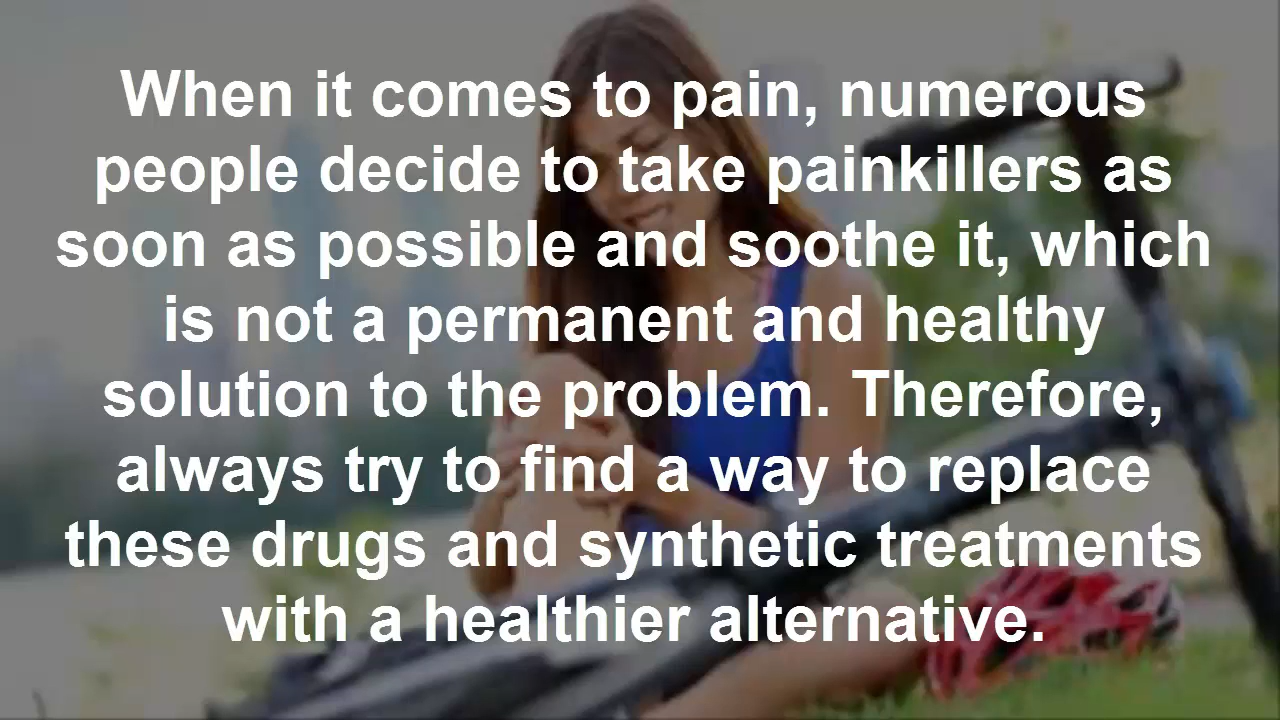 When it comes to pain, numerous
people decide to take painkillers as
soon as possible and soothe it, which
is not a permanent and healthy
solution to the problem. Therefore,
always try to find a way to replace
these drugs and synthetic treatments
with a healthier alternative.